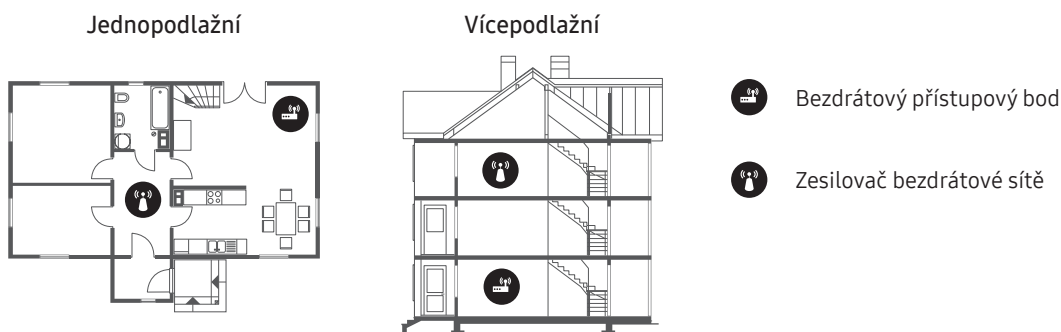 Jednopodlažní
Vícepodlažní
Bezdrátový přístupový bod
Zesilovač bezdrátové sítě